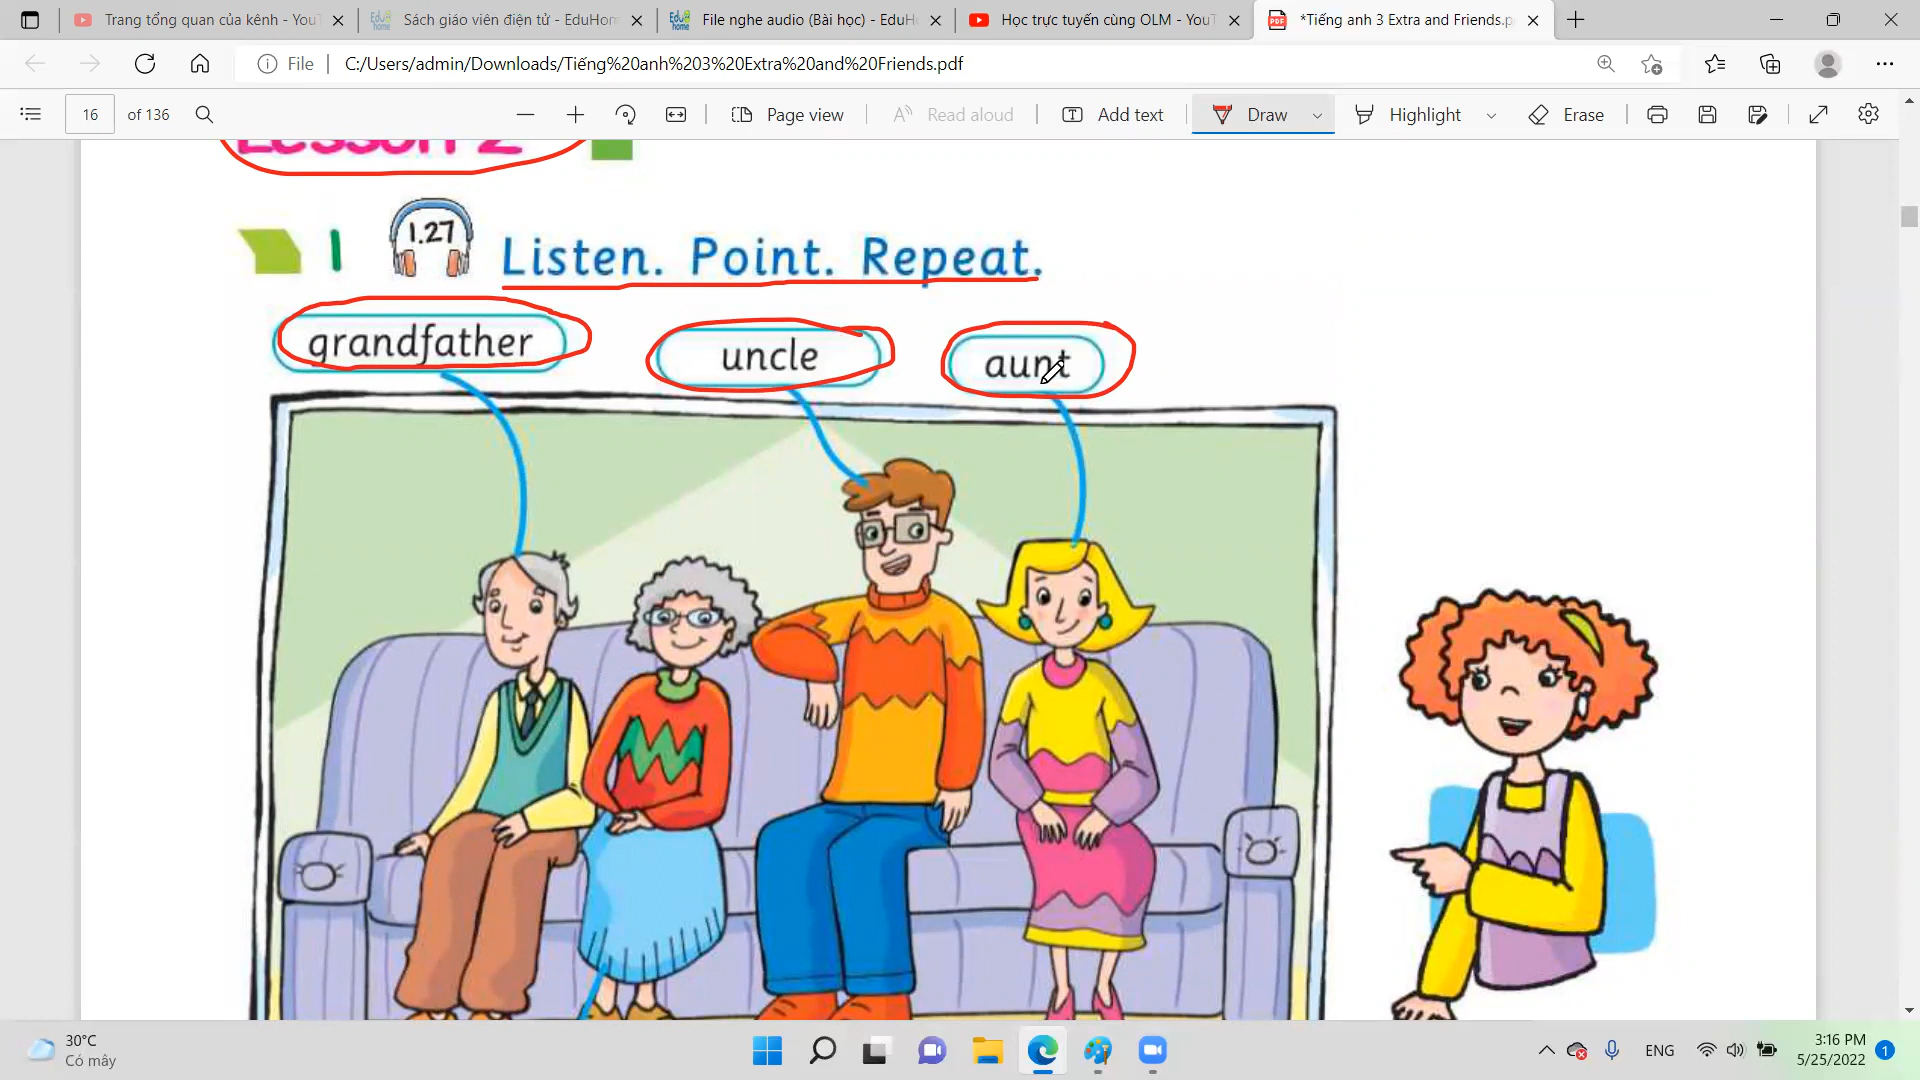 Trang tổng quan của kênh - YouT
Sách giáo viên điện tử - EduHom
File nghe audio (Bài học) - EduH
Học trực tuyến cùng OLM - YouT
*Tiếng anh 3 Extra and Friends.p
File
C:/Users/admin/Downloads/Tiếng%20anh%203%20Extra%20and%20Friends.pdf
16 of 136
Page view
Read aloud
Add text
Draw
Highlight
Erase
Lesson 2
1 1.27 Listen. Point. Repeat.
grandfather
uncle
aunt
30°C
Có mây
ENG
3:16 PM
5/25/2022
1